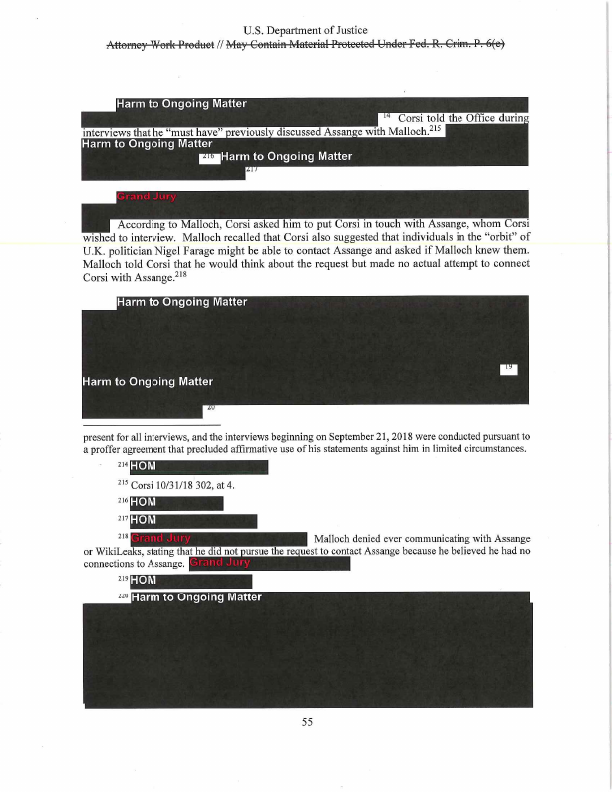 U.S. Department of Justice
Attorney Work Product // May Contain Material Protected Under Fed. R. Crim. P. 6(e)
Harm to Ongoing Matter
14 Corsi told the Office during
interviews that he “must have” previously discussed Assange with Malloch.215
Harm to Ongoing Matter
216 Harm to Ongoing Matter
217
Grand Jury
According to Malloch, Corsi asked him to put Corsi in touch with Assange, whom Corsi
wished to interview. Malloch recalled that Corsi also suggested that individuals in the “orbit” of
U.K. politician Nigel Farage might be able to contact Assange and asked if Malloch knew them.
Malloch told Corsi that he would think about the request but made no actual attempt to connect
Corsi with Assange.218
Harm to Ongoing Matter
19
Harm to Ongoing Matter
20
present for all interviews, and the interviews beginning on September 21, 2018 were conducted pursuant to
a proffer agreement that precluded affirmative use of his statements against him in limited circumstances.
214 HOM
215 Corsi 10/31/18 302, at 4.
216 HOM
217 HOM
218 Grand Jury Malloch denied ever communicating with Assange
or WikiLeaks, stating that he did not pursue the request to contact Assange because he believed he had no
connections to Assange. Grand Jury
219 HOM
220 Harm to Ongoing Matter
55